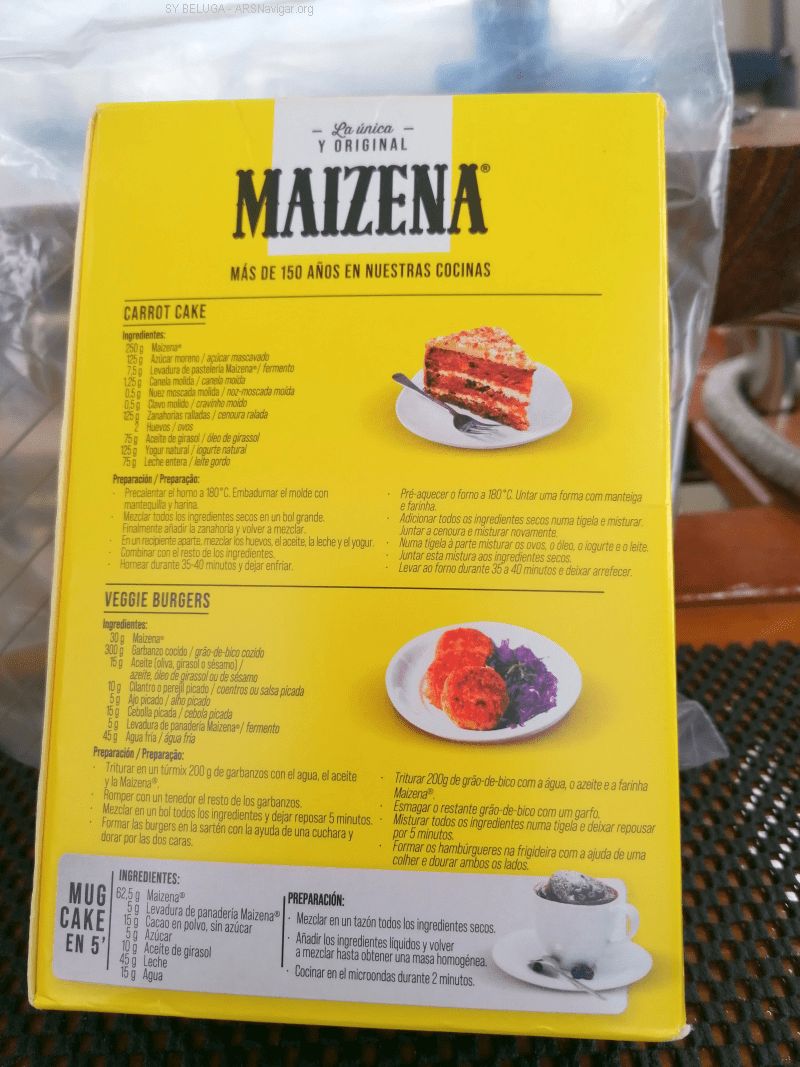 SY BELUGA - ARSNavigar.org
- La única -
Y ORIGINAL
MAIZENA®
MÁS DE 150 AÑOS EN NUESTRAS COCINAS
CARROT CAKE
Ingredientes:
250 g Maizena®
125 g Azúcar moreno / açúcar mascavado
7,5 g Levadura de pastelería Maizena® / fermento
1,25 g Canela molida / canela moída
0,5 g Nuez moscada molida / noz-moscada moída
0,5 g Clavo molido / cravinho moído
125 g Zanahorias ralladas / cenoura ralada
2 Huevos / ovos
75 g Aceite de girasol / óleo de girassol
125 g Yogur natural / iogurte natural
75 g Leche entera / leite gordo
Preparación / Preparação:
· Precalentar el horno a 180°C. Embadurnar el molde con
mantequilla y harina.
· Mezclar todos los ingredientes secos en un bol grande.
Finalmente añadir la zanahoria y volver a mezclar.
· En un recipiente aparte, mezclar los huevos, el aceite, la leche y el yogur.
· Combinar con el resto de los ingredientes.
· Hornear durante 35-40 minutos y dejar enfriar.
· Pré-aquecer o forno a 180°C. Untar uma forma com manteiga
e farinha.
· Adicionar todos os ingredientes secos numa tigela e misturar.
Juntar a cenoura e misturar novamente.
· Numa tigela à parte misturar os ovos, o óleo, o iogurte e o leite.
· Juntar esta mistura aos ingredientes secos.
· Levar ao forno durante 35 a 40 minutos e deixar arrefecer.
VEGGIE BURGERS
Ingredientes:
30 g Maizena®
300 g Garbanzo cocido / grão-de-bico cozido
15 g Aceite (oliva, girasol o sésamo) /
azeite, óleo de girassol ou de sésamo
10 g Cilantro o perejil picado / coentros ou salsa picada
5 g Ajo picado / alho picado
15 g Cebolla picada / cebola picada
5 g Levadura de panadería Maizena® / fermento
45 g Agua fría / água fria
Preparación / Preparação:
· Triturar en un túrmix 200 g de garbanzos con el agua, el aceite
y la Maizena®.
· Romper con un tenedor el resto de los garbanzos.
· Mezclar en un bol todos los ingredientes y dejar reposar 5 minutos.
· Formar las burgers en la sartén con la ayuda de una cuchara y
dorar por las dos caras.
· Triturar 200g de grão-de-bico com a água, o azeite e a farinha
Maizena®.
· Esmagar o restante grão-de-bico com um garfo.
· Misturar todos os ingredientes numa tigela e deixar repousar
por 5 minutos.
· Formar os hambúrgueres na frigideira com a ajuda de uma
colher e dourar ambos os lados.
MUG
CAKE
EN 5'
INGREDIENTES:
62,5 g Maizena®
5 g Levadura de panadería Maizena®
15 g Cacao en polvo, sin azúcar
5 g Azúcar
10 g Aceite de girasol
45 g Leche
15 g Agua
PREPARACIÓN:
· Mezclar en un tazón todos los ingredientes secos.
· Añadir los ingredientes líquidos y volver
a mezclar hasta obtener una masa homogénea.
· Cocinar en el microondas durante 2 minutos.